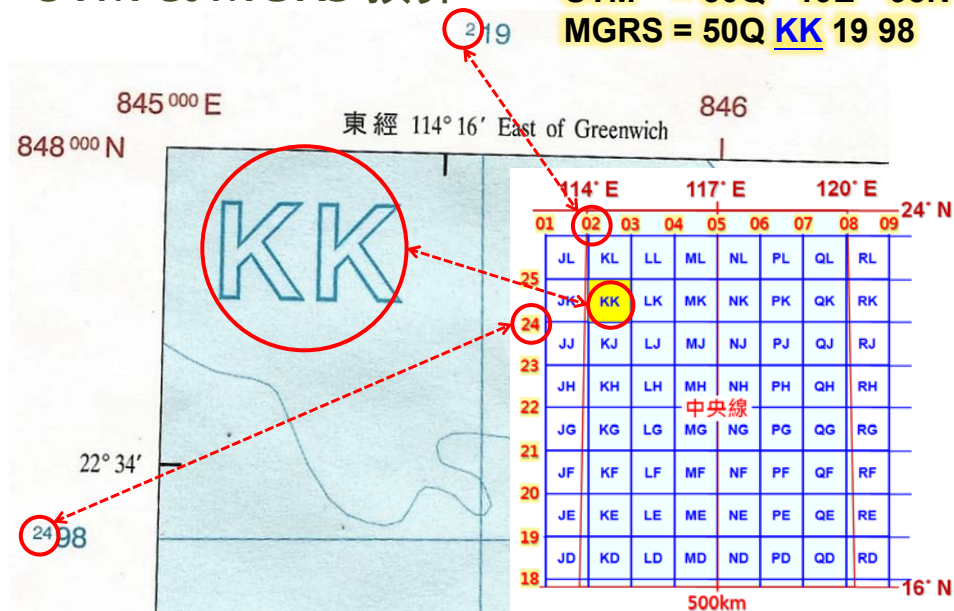 UTM & MGRS 換算
MGRS = 50Q KK 19 98
219
845 000 E
846
848 000 N
東經 114° 16′ East of Greenwich
KK
22° 34′
2498
114° E 117° E 120° E
24° N
01 02 03 04 05 06 07 08 09
JL KL LL ML NL PL QL RL
25
JK KK LK MK NK PK QK RK
24
JJ KJ LJ MJ NJ PJ QJ RJ
23
JH KH LH MH NH PH QH RH
22
中央線
JG KG LG MG NG PG QG RG
21
JF KF LF MF NF PF QF RF
20
JE KE LE ME NE PE QE RE
19
JD KD LD MD ND PD QD RD
18
16° N
500km